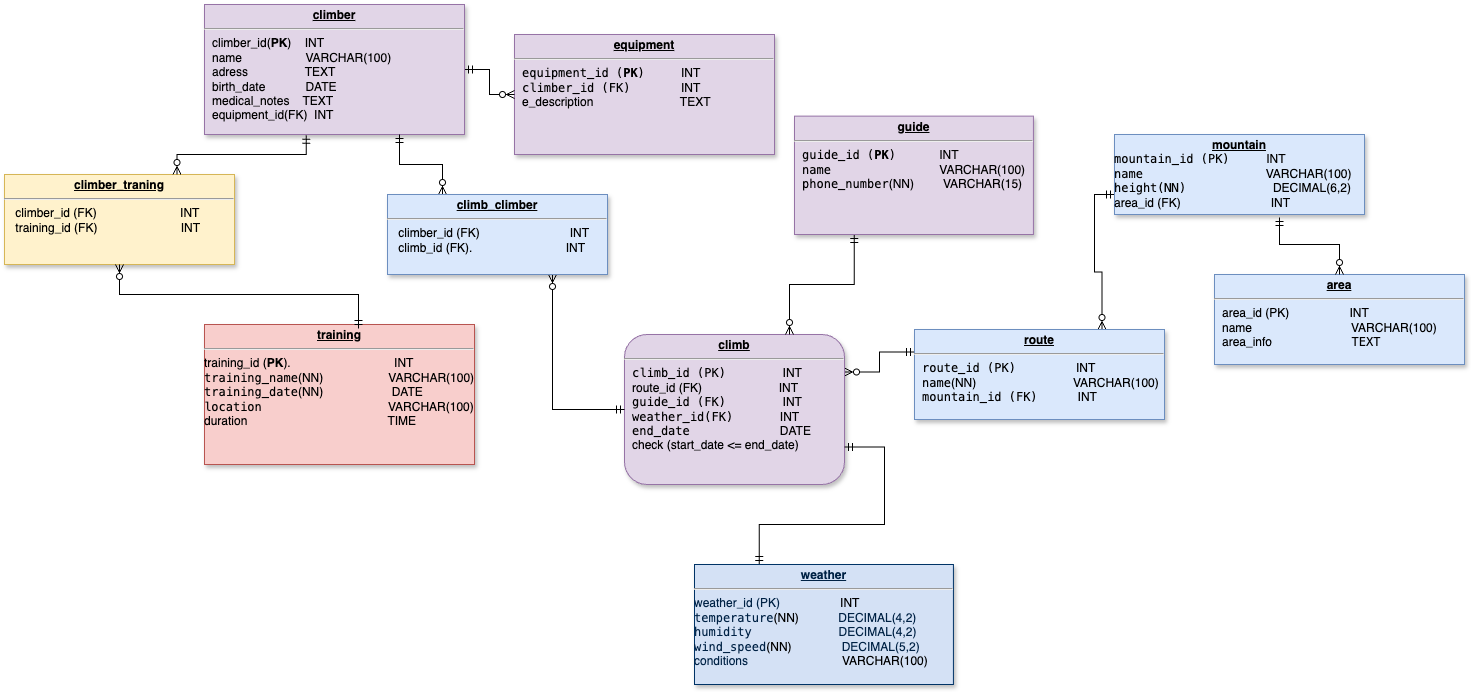 climber
climber_id(PK) INT
name VARCHAR(100)
adress TEXT
birth_date DATE
medical_notes TEXT
equipment_id(FK) INT
equipment
equipment_id (PK) INT
climber_id (FK) INT
e_description TEXT
guide
guide_id (PK) INT
name VARCHAR(100)
phone_number(NN) VARCHAR(15)
mountain
mountain_id (PK) INT
name VARCHAR(100)
height(NN) DECIMAL(6,2)
area_id (FK) INT
climber_traning
climber_id (FK) INT
training_id (FK) INT
climb_climber
climber_id (FK) INT
climb_id (FK). INT
area
area_id (PK) INT
name VARCHAR(100)
area_info TEXT
training
training_id (PK). INT
training_name(NN) VARCHAR(100)
training_date(NN) DATE
location VARCHAR(100)
duration TIME
climb
climb_id (PK) INT
route_id (FK) INT
guide_id (FK) INT
weather_id(FK) INT
end_date DATE
check (start_date <= end_date)
route
route_id (PK) INT
name(NN) VARCHAR(100)
mountain_id (FK) INT
weather
weather_id (PK) INT
temperature(NN) DECIMAL(4,2)
humidity DECIMAL(4,2)
wind_speed(NN) DECIMAL(5,2)
conditions VARCHAR(100)